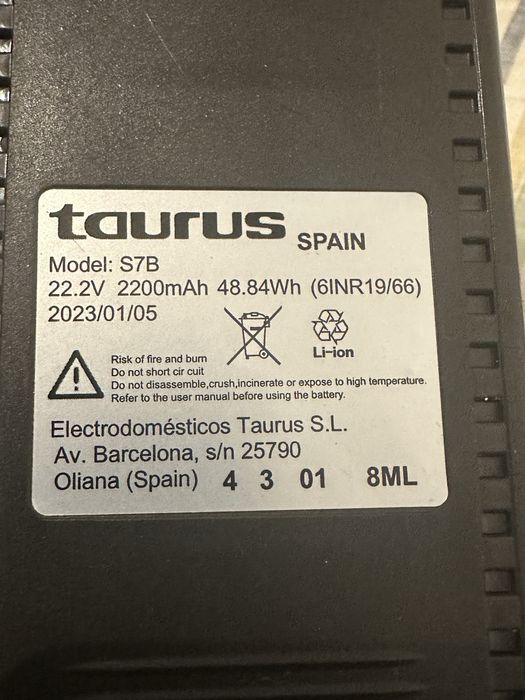 taurus SPAIN
Model: S7B
22.2V 2200mAh 48.84Wh (6INR19/66)
2023/01/05
Li-ion
Risk of fire and burn
Do not short cir cuit
Do not disassemble,crush,incinerate or expose to high temperature.
Refer to the user manual before using the battery.
Electrodomésticos Taurus S.L.
Av. Barcelona, s/n 25790
Oliana (Spain) 4 3 01 8ML